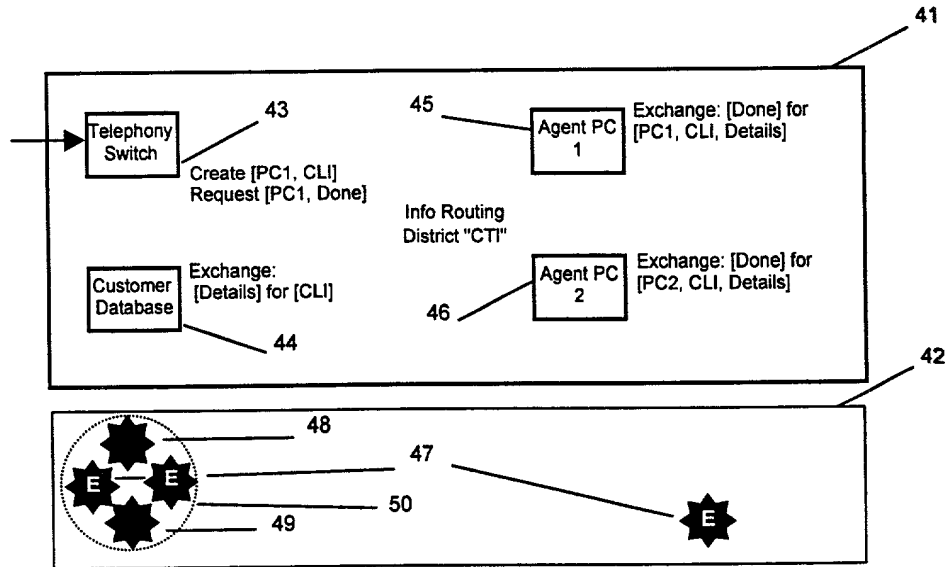 41
43
45
Telephony
Switch
Agent PC
1
Exchange: [Done] for
[PC1, CLI, Details]
Create [PC1, CLI]
Request [PC1, Done]
Info Routing
District "CTI"
Customer
Database
Exchange:
[Details] for [CLI]
Agent PC
2
Exchange: [Done] for
[PC2, CLI, Details]
46
44
42
48
47
E
E
50
49
E